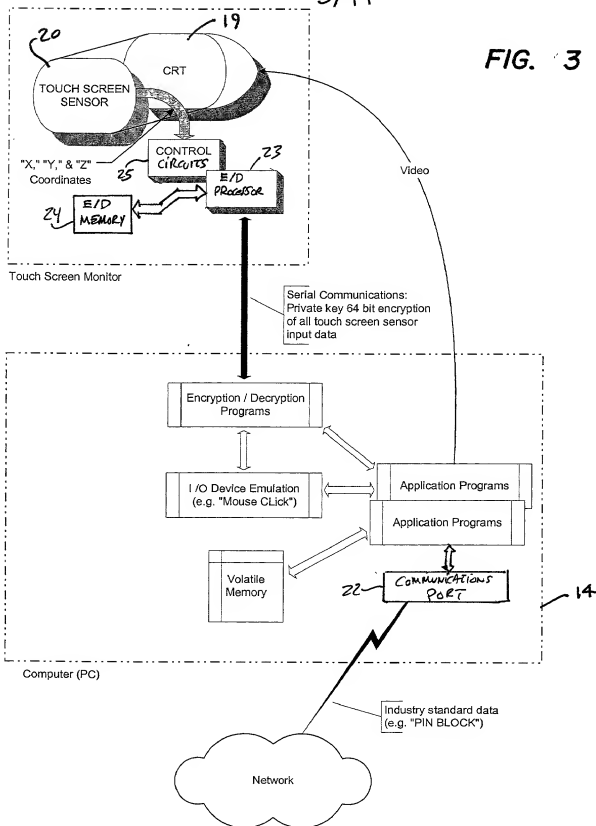 3/11
FIG. 3
20
19
TOUCH SCREEN
SENSOR
CRT
"X," "Y," & "Z"
Coordinates
CONTROL
CIRCUITS
25
23
E/D
PROCESSOR
24
E/D
MEMORY
Video
Touch Screen Monitor
Serial Communications:
Private key 64 bit encryption
of all touch screen sensor
input data
Encryption / Decryption
Programs
I /O Device Emulation
(e.g. "Mouse CLick")
Application Programs
Application Programs
Volatile
Memory
22
COMMUNICATIONS
PORT
14
Computer (PC)
Industry standard data
(e.g. "PIN BLOCK")
Network